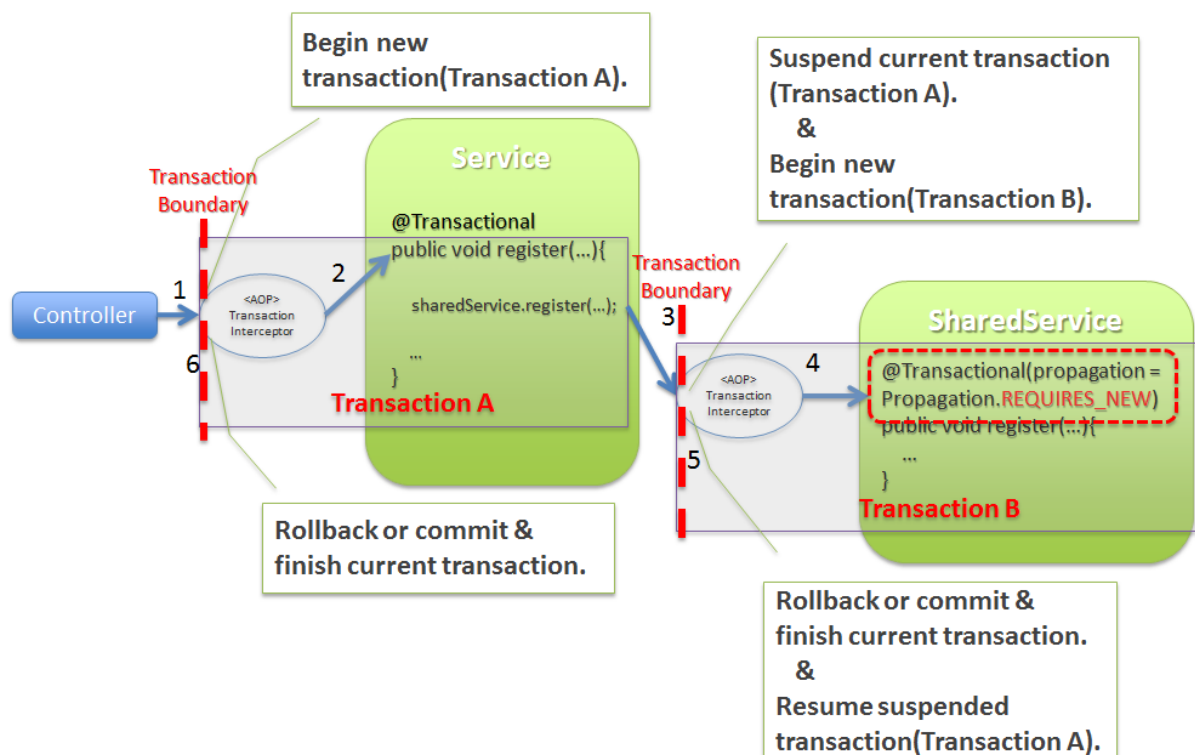 Begin new
transaction(Transaction A).
Suspend current transaction
(Transaction A).
&
Begin new
transaction(Transaction B).
Service
Transaction
Boundary
@Transactional
public void register(...){
sharedService.register(...);
...
}
Transaction A
Controller
1
<AOP>
Transaction
Interceptor
2
6
Transaction
Boundary
3
SharedService
<AOP>
Transaction
Interceptor
4
@Transactional(propagation =
Propagation.REQUIRES_NEW)
public void register(...){
...
}
Transaction B
5
Rollback or commit &
finish current transaction.
Rollback or commit &
finish current transaction.
&
Resume suspended
transaction(Transaction A).